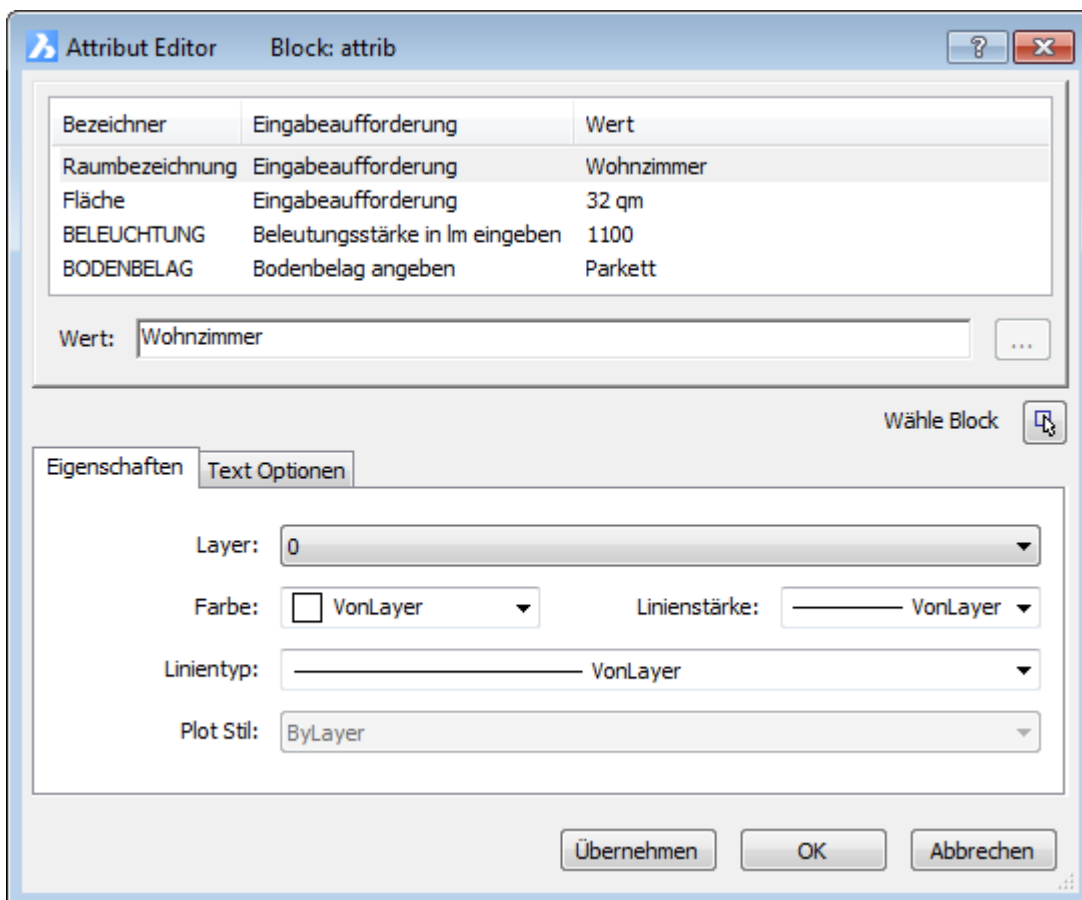 Attribut Editor Block: attrib
?
Bezeichner Eingabeaufforderung Wert
Raumbezeichnung Eingabeaufforderung Wohnzimmer
Fläche Eingabeaufforderung 32 qm
BELEUCHTUNG Beleutungsstärke in lm eingeben 1100
BODENBELAG Bodenbelag angeben Parkett
Wert: Wohnzimmer ...
Wähle Block
Eigenschaften Text Optionen
Layer: 0
Farbe: VonLayer Linienstärke: VonLayer
Linientyp: VonLayer
Plot Stil: ByLayer
Übernehmen OK Abbrechen